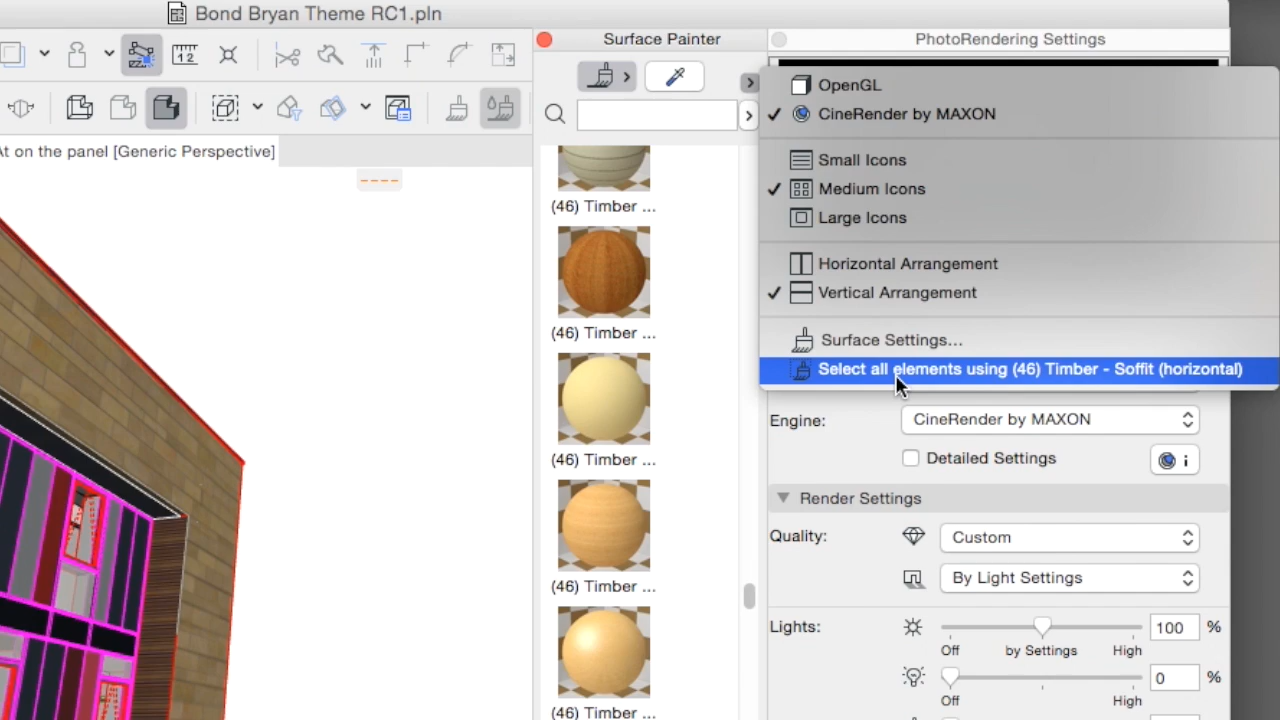 Bond Bryan Theme RC1.pln
1 2
Surface Painter
PhotoRendering Settings
At on the panel [Generic Perspective]
OpenGL
CineRender by MAXON
Small Icons
Medium Icons
Large Icons
Horizontal Arrangement
Vertical Arrangement
Surface Settings...
Select all elements using (46) Timber - Soffit (horizontal)
(46) Timber ...
(46) Timber ...
(46) Timber ...
(46) Timber ...
(46) Timber ...
Engine:
CineRender by MAXON
Detailed Settings
i
Render Settings
Quality:
Custom
By Light Settings
Lights:
100 %
Off by Settings High
0 %
Off High